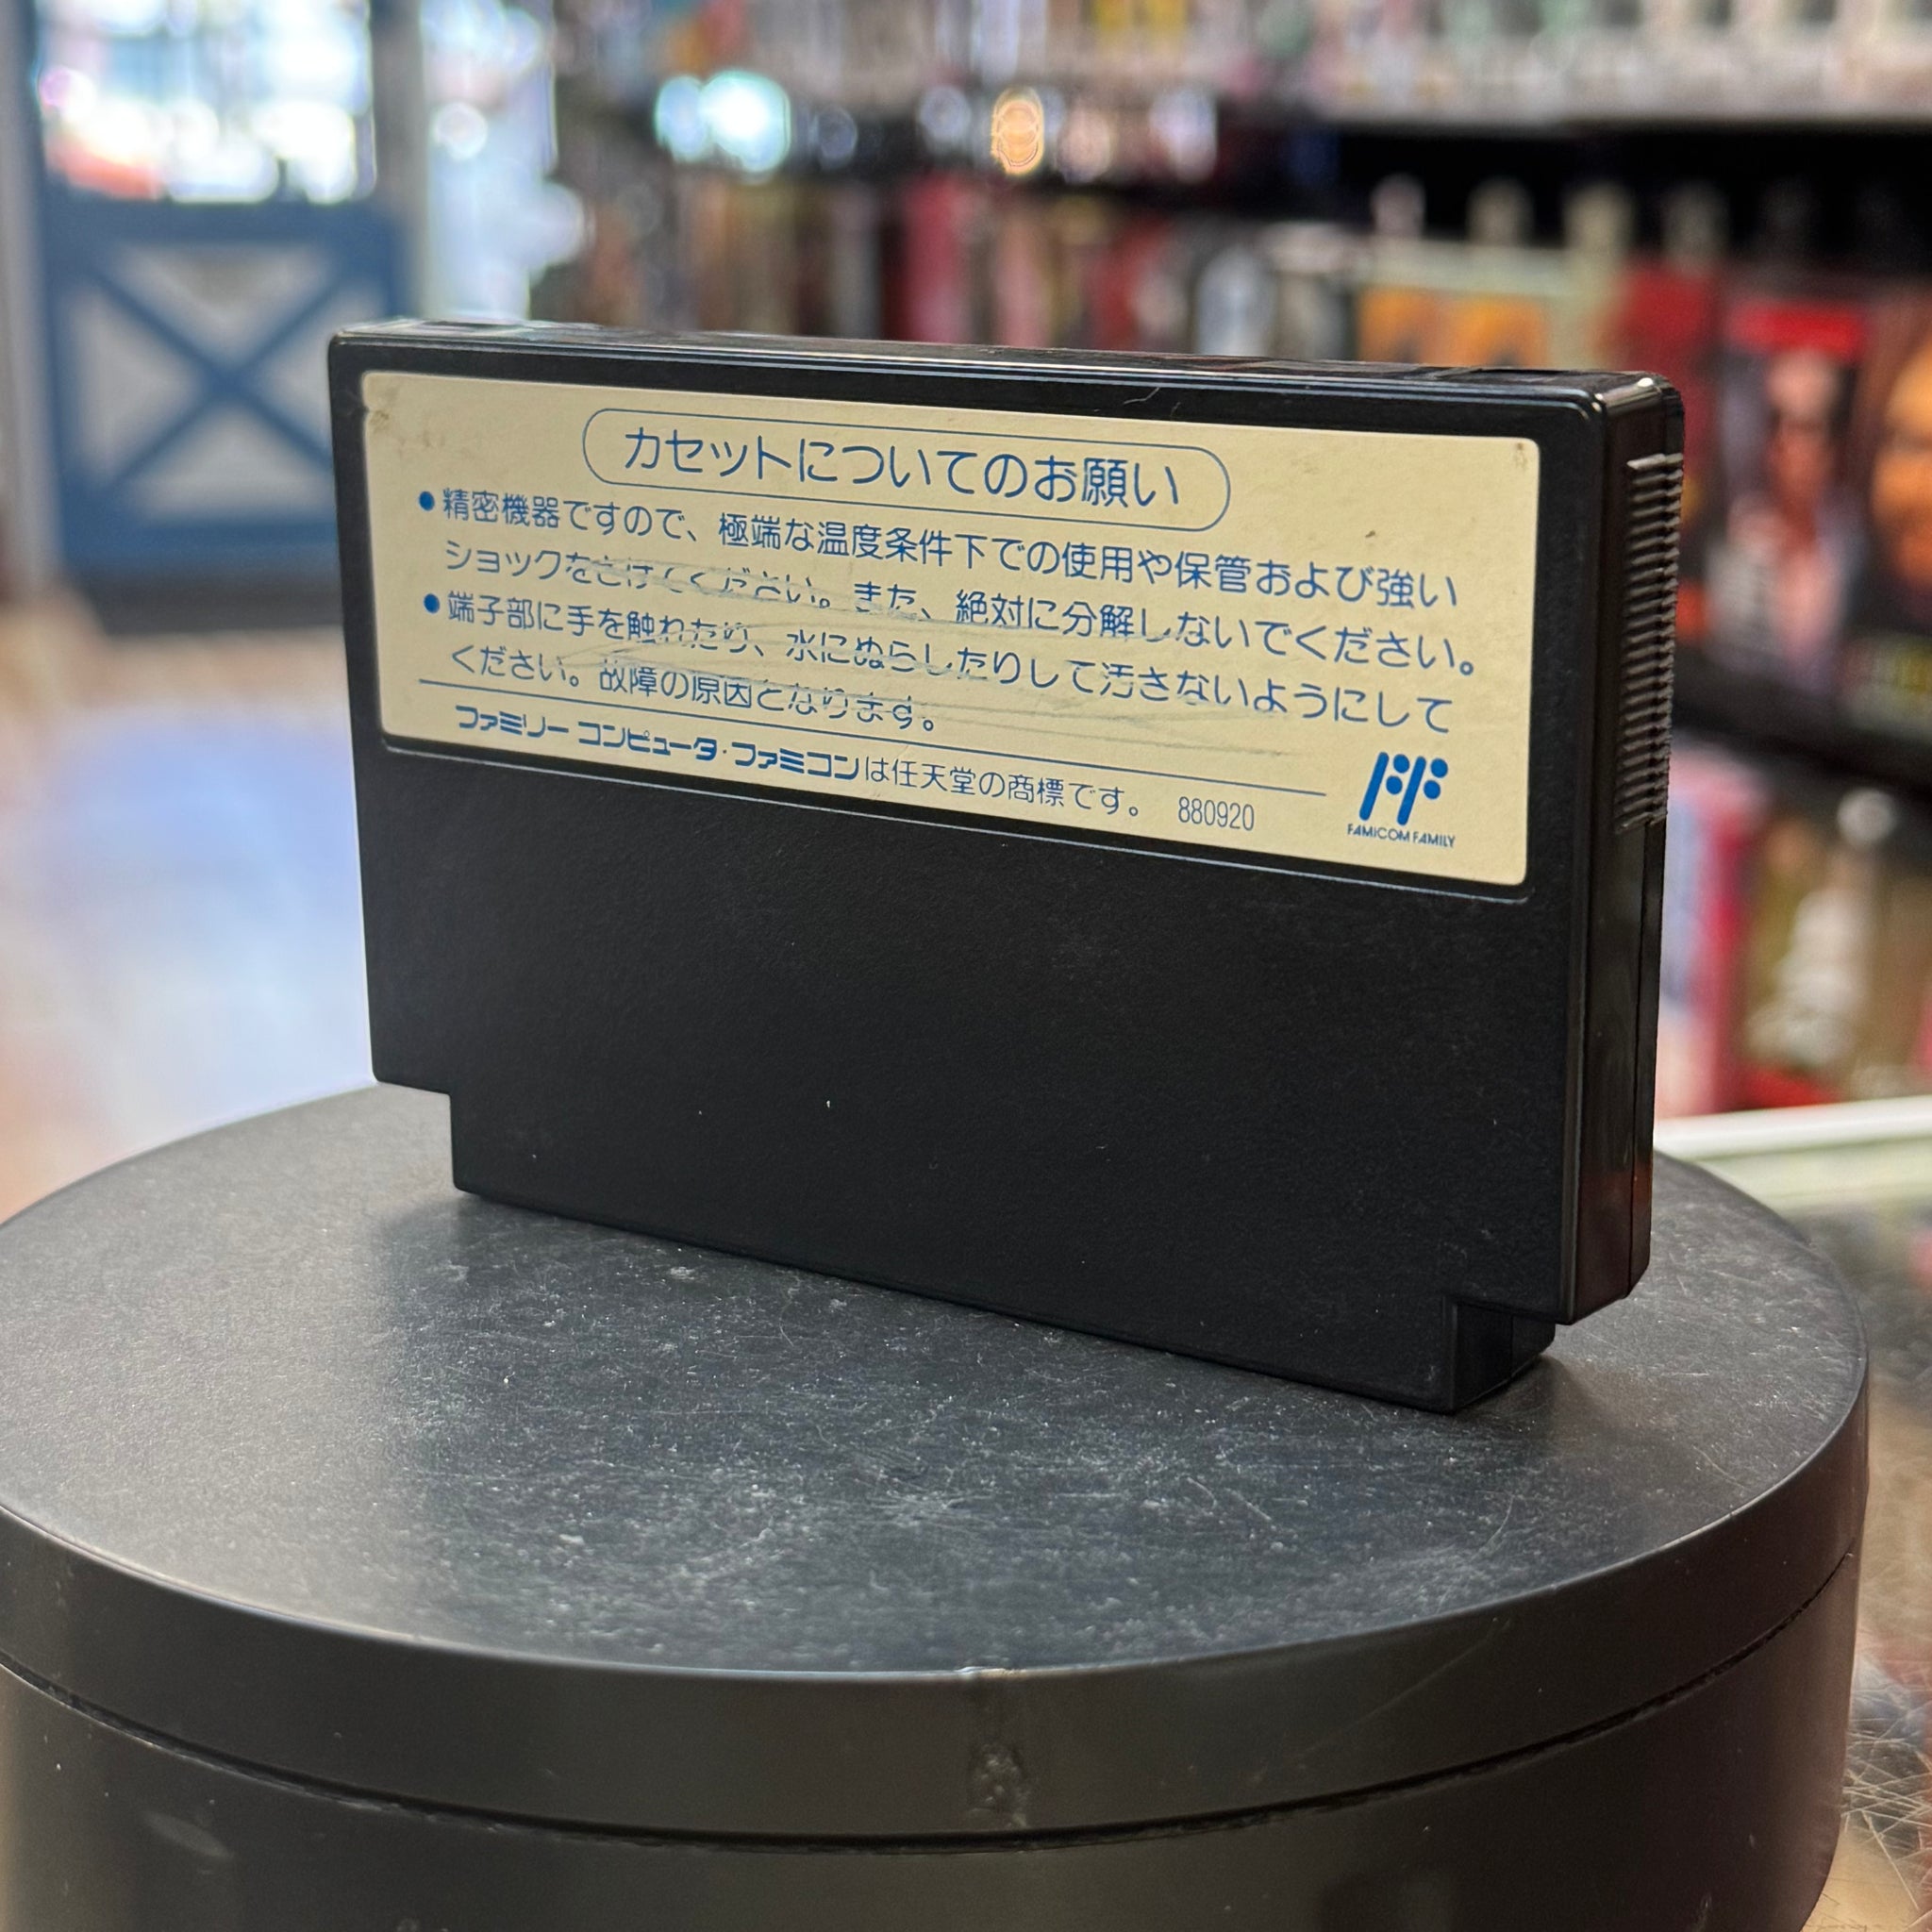 カセットについてのお願い
●精密機器ですので、極端な温度条件下での使用や保管および強い
ショックをさけてください。また、絶対に分解しないでください。
●端子部に手を触れたり、水にぬらしたりして汚さないようにして
ください。故障の原因となります。
ファミリー コンピュータ・ファミコンは任天堂の商標です。 880920
FAMICOM FAMILY